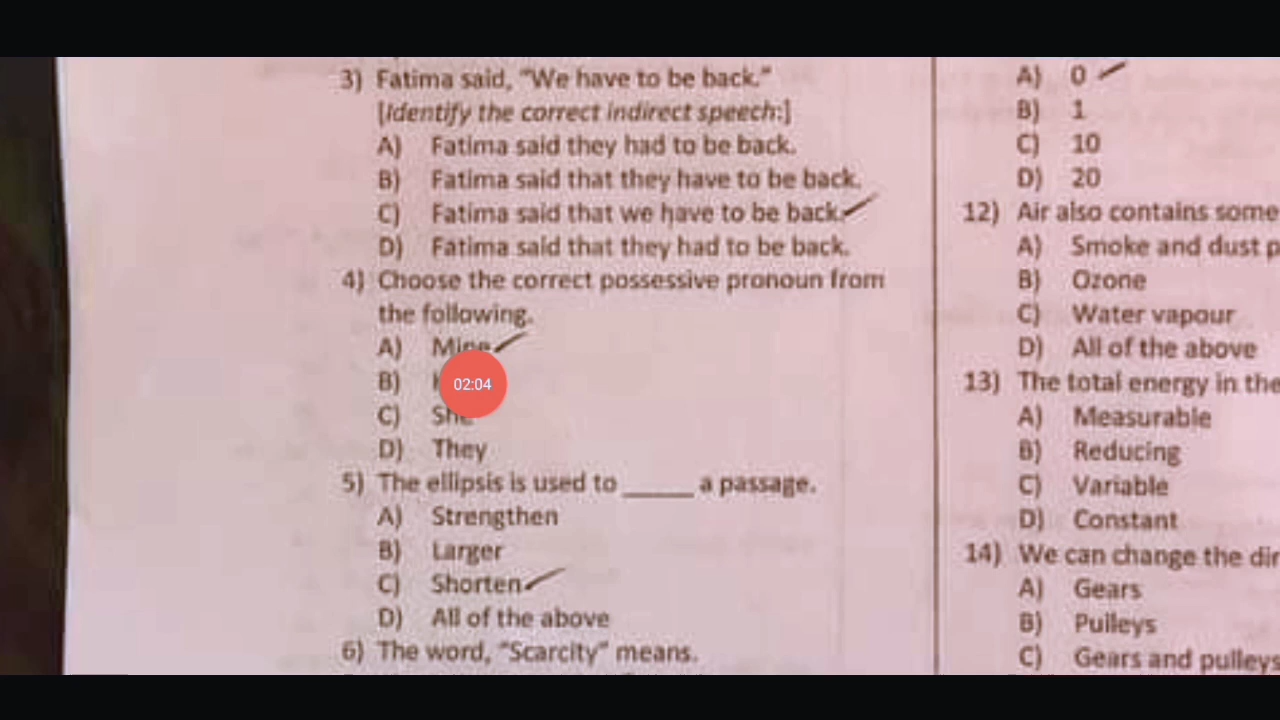 3) Fatima said, "We have to be back."
[Identify the correct indirect speech:]
A) Fatima said they had to be back.
B) Fatima said that they have to be back.
C) Fatima said that we have to be back.
D) Fatima said that they had to be back.
4) Choose the correct possessive pronoun from
the following.
A) Mine
B)
C) She
D) They
5) The ellipsis is used to _____ a passage.
A) Strengthen
B) Larger
C) Shorten
D) All of the above
6) The word, "Scarcity" means.
A) 0
B) 1
C) 10
D) 20
12) Air also contains some
A) Smoke and dust p
B) Ozone
C) Water vapour
D) All of the above
13) The total energy in the
A) Measurable
B) Reducing
C) Variable
D) Constant
14) We can change the dir
A) Gears
B) Pulleys
C) Gears and pulleys
02:04